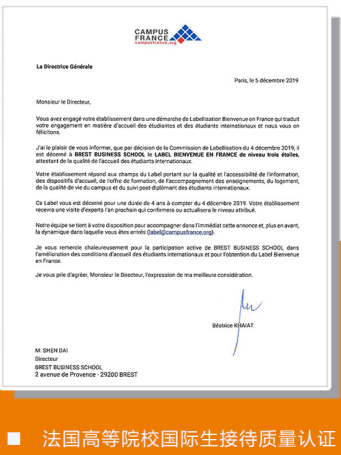 CAMPUS
FRANCE
campusfrance.org
La Directrice Générale
Paris, le 5 décembre 2019
Monsieur le Directeur,
Vous avez engagé votre établissement dans une démarche de Labellisation Bienvenue en France qui traduit
votre engagement en matière d'accueil des étudiantes et des étudiants internationaux et nous vous en
félicitons.
J'ai le plaisir de vous informer, que par décision de la Commission de Labellisation du 4 décembre 2019, il
est décerné à BREST BUSINESS SCHOOL le LABEL BIENVENUE EN FRANCE de niveau trois étoiles,
attestant de la qualité de l'accueil des étudiants internationaux.
Votre établissement répond aux champs du Label portant sur la qualité et l'accessibilité de l'information,
des dispositifs d'accueil, de l'offre de formation, de l'accompagnement des enseignements, du logement,
de la qualité de vie du campus et du suivi post-diplômant des étudiants internationaux.
Ce Label vous est décerné pour une durée de 4 ans à compter du 4 décembre 2019. Votre établissement
recevra une visite d'experts l'an prochain qui confirmera ou actualisera le niveau attribué.
Notre équipe se tient à votre disposition pour accompagner dans l'immédiat cette annonce et, plus en avant,
la dynamique dans laquelle vous êtes entrés (label@campusfrance.org).
Je vous remercie chaleureusement pour la participation active de BREST BUSINESS SCHOOL dans
l'amélioration des conditions d'accueil des étudiants internationaux et pour l'obtention du Label Bienvenue
en France.
Je vous prie d'agréer, Monsieur le Directeur, l'expression de ma meilleure considération.
Béatrice KHAIAT
M. SHEN DAI
Directeur
BREST BUSINESS SCHOOL
2 avenue de Provence - 29200 BREST
法国高等院校国际生接待质量认证